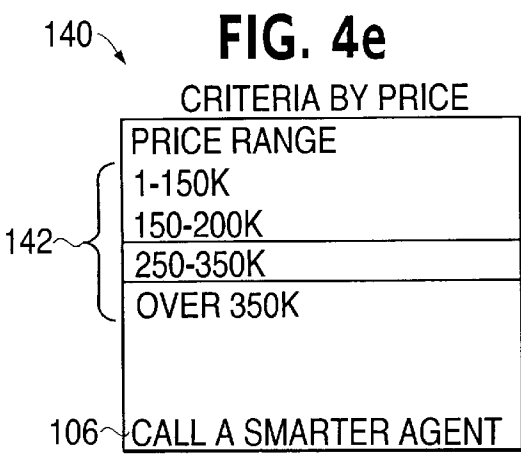 140
FIG. 4e
CRITERIA BY PRICE
PRICE RANGE
1-150K
150-200K
142
250-350K
OVER 350K
106
CALL A SMARTER AGENT